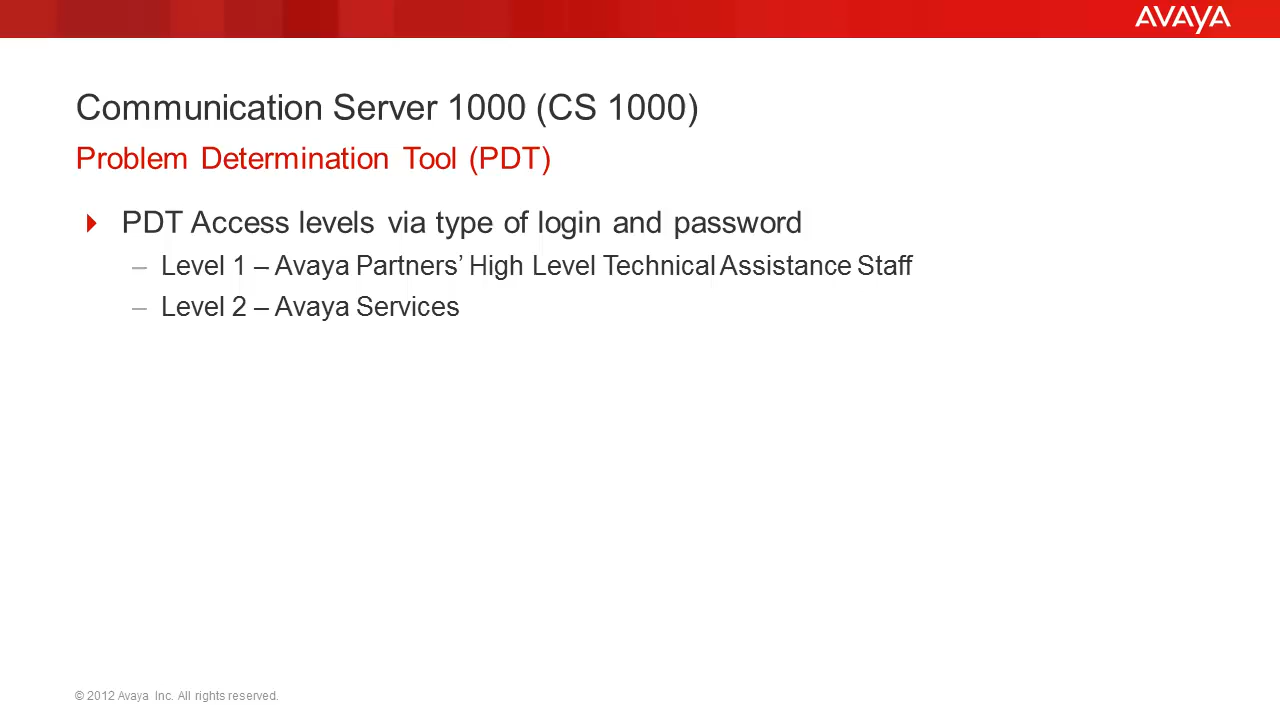 AVAYA
Communication Server 1000 (CS 1000)
Problem Determination Tool (PDT)
PDT Access levels via type of login and password
– Level 1 – Avaya Partners’ High Level Technical Assistance Staff
– Level 2 – Avaya Services
© 2012 Avaya Inc. All rights reserved.